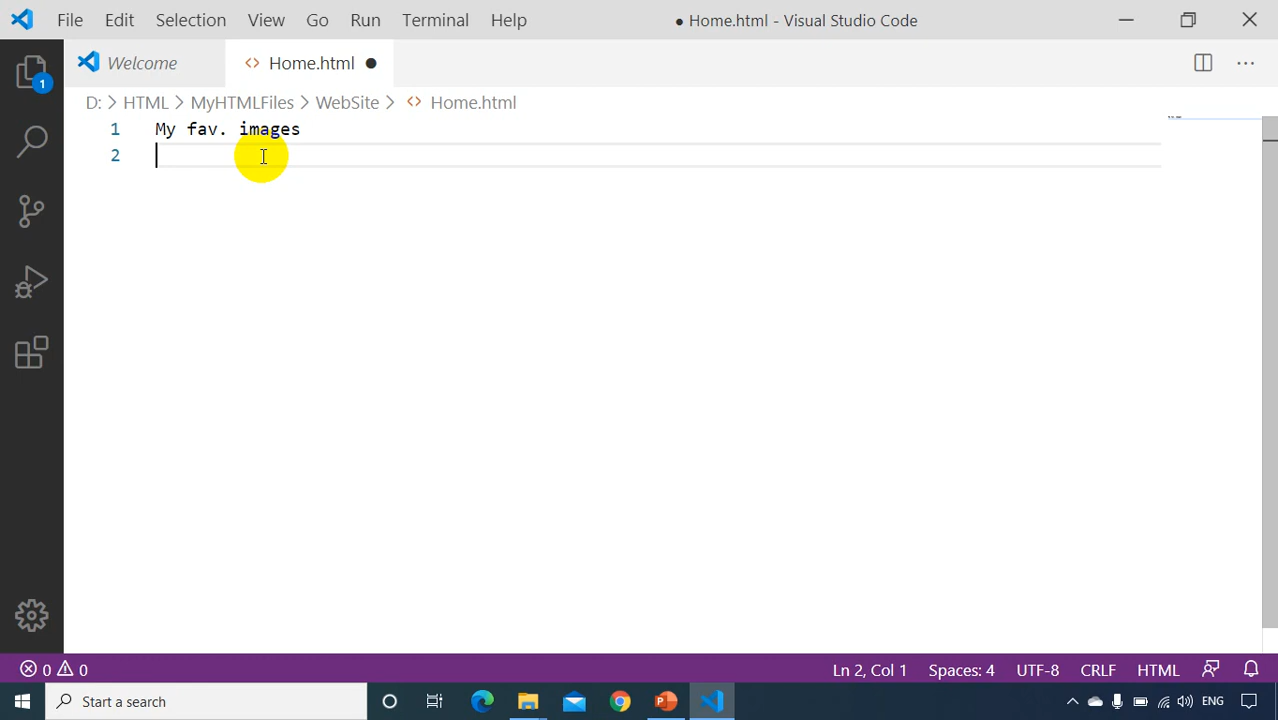 File Edit Selection View Go Run Terminal Help ● Home.html - Visual Studio Code
Welcome Home.html ●
D: > HTML > MyHTMLFiles > WebSite > Home.html
1
1 My fav. images
2
0 0 Ln 2, Col 1 Spaces: 4 UTF-8 CRLF HTML
Start a search ENG